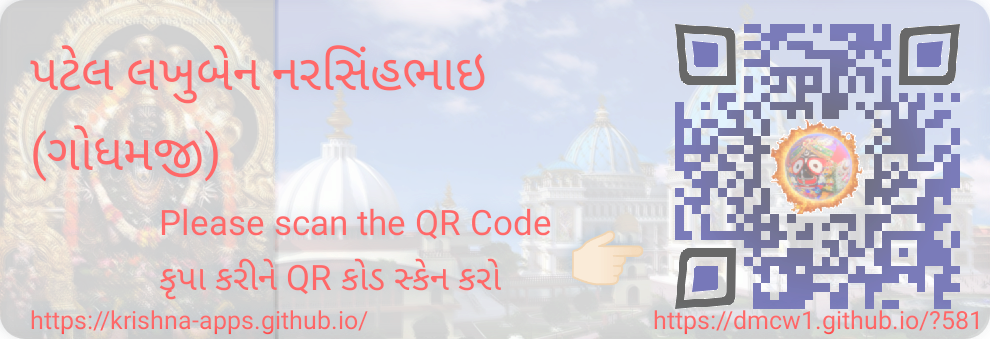 પટેલ લખુબેન નરસિંહભાઇ
(ગોધમજી)
Please scan the QR Code
કૃપા કરીને QR કોડ સ્કેન કરો
https://krishna-apps.github.io/
https://dmcw1.github.io/?581